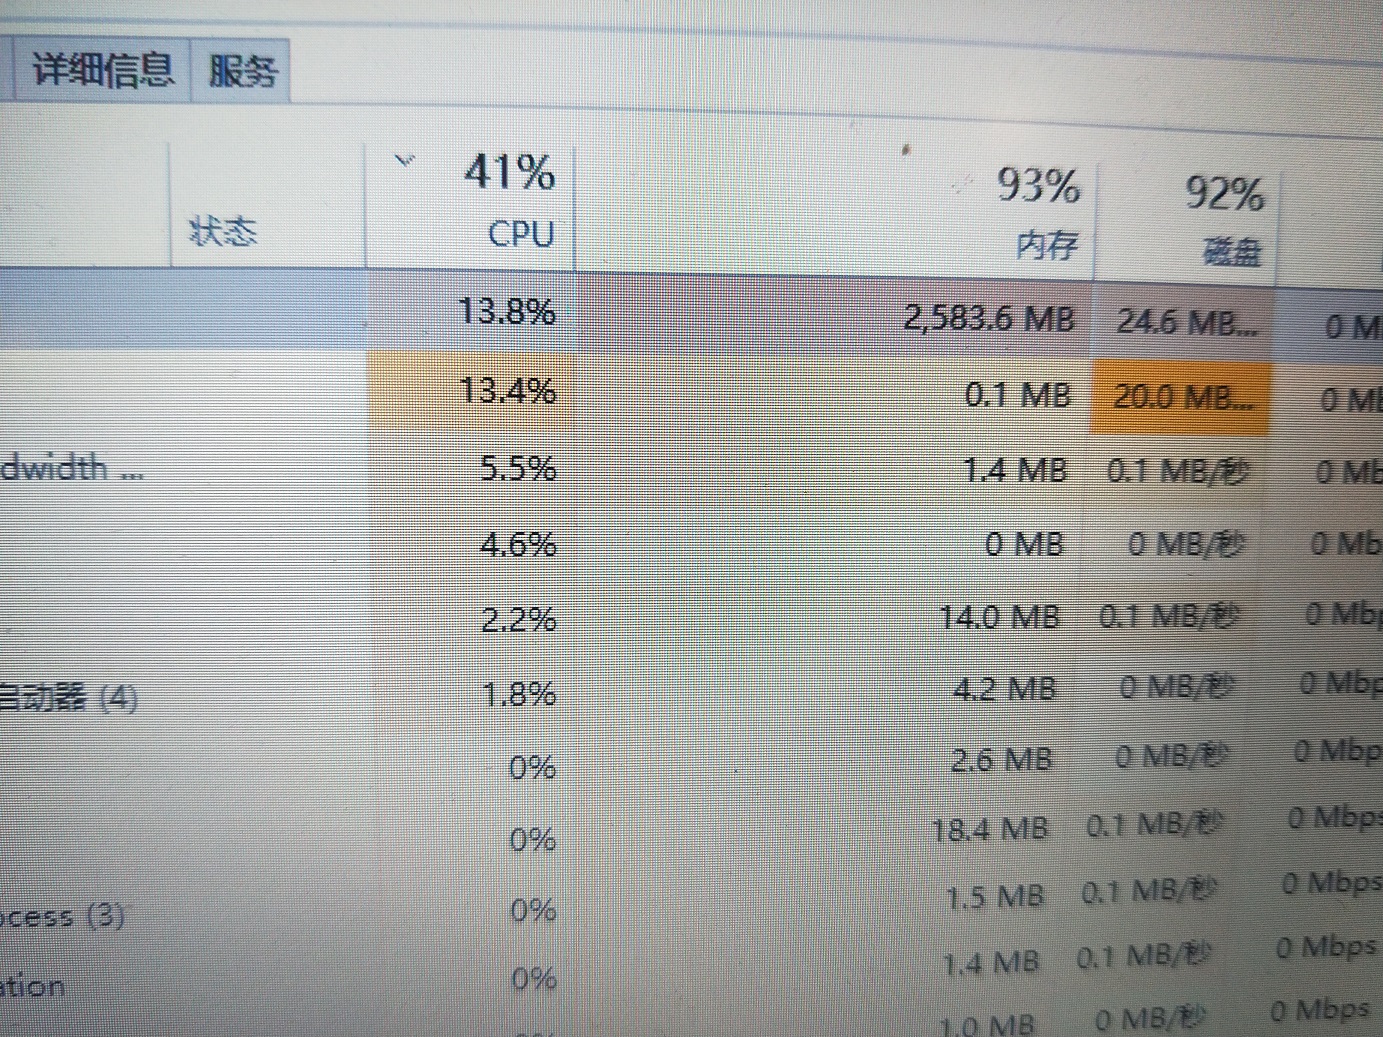 详细信息 服务
41% 93% 92%
状态 CPU 内存 磁盘
13.8% 2,583.6 MB 24.6 MB... 0 M
13.4% 0.1 MB 20.0 MB... 0 Mb
dwidth ... 5.5% 1.4 MB 0.1 MB/秒 0 Mb
4.6% 0 MB 0 MB/秒 0 Mb
2.2% 14.0 MB 0.1 MB/秒 0 Mbp
启动器 (4) 1.8% 4.2 MB 0 MB/秒 0 Mbp
0% 2.6 MB 0 MB/秒 0 Mbp
0% 18.4 MB 0.1 MB/秒 0 Mbps
ocess (3) 0% 1.5 MB 0.1 MB/秒 0 Mbps
ation 0% 1.4 MB 0.1 MB/秒 0 Mbps
1.0 MB 0 MB/秒 0 Mbps